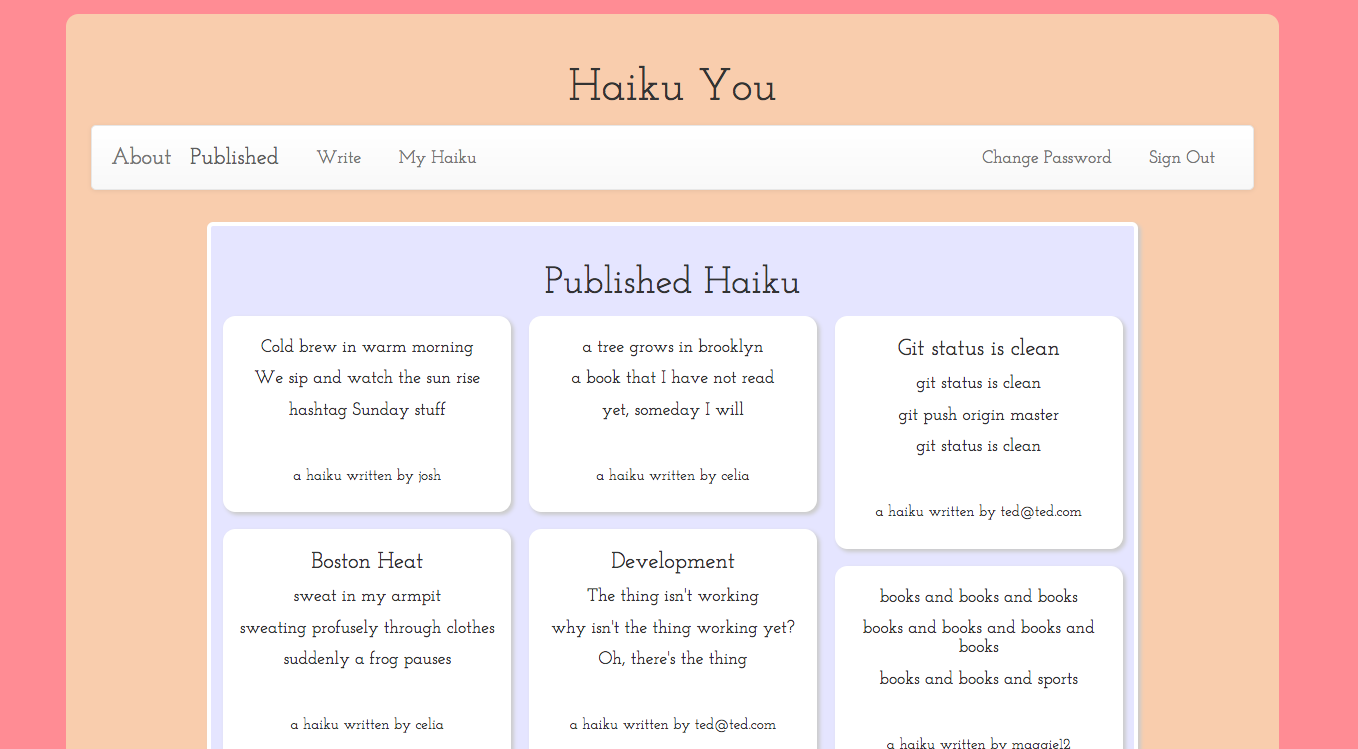 Haiku You
About Published Write My Haiku Change Password Sign Out
Published Haiku
Cold brew in warm morning
We sip and watch the sun rise
hashtag Sunday stuff
a haiku written by josh
a tree grows in brooklyn
a book that I have not read
yet, someday I will
a haiku written by celia
Git status is clean
git status is clean
git push origin master
git status is clean
a haiku written by ted@ted.com
Boston Heat
sweat in my armpit
sweating profusely through clothes
suddenly a frog pauses
a haiku written by celia
Development
The thing isn't working
why isn't the thing working yet?
Oh, there's the thing
a haiku written by ted@ted.com
books and books and books
books and books and books and
books
books and books and sports
a haiku written by maggie12